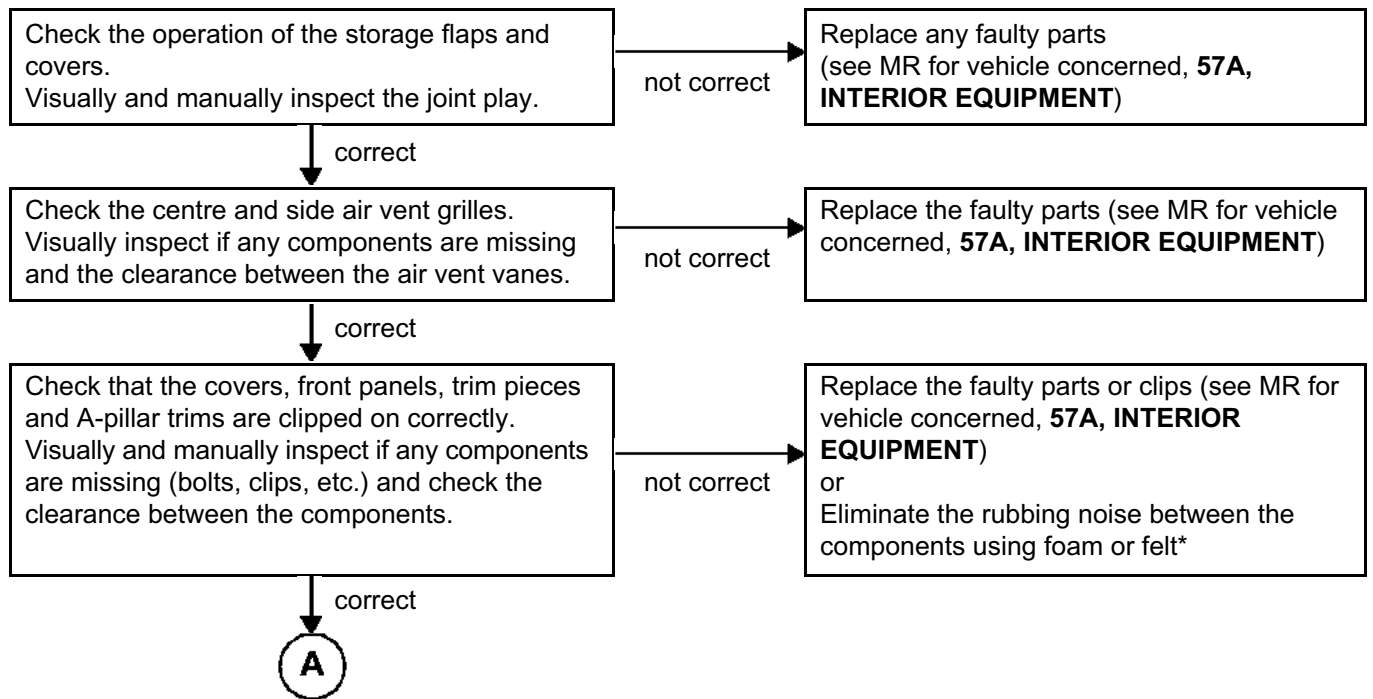 Check the operation of the storage flaps and
covers.
Visually and manually inspect the joint play.
not correct
Replace any faulty parts
(see MR for vehicle concerned, 57A,
INTERIOR EQUIPMENT)
correct
Check the centre and side air vent grilles.
Visually inspect if any components are missing
and the clearance between the air vent vanes.
not correct
Replace the faulty parts (see MR for vehicle
concerned, 57A, INTERIOR EQUIPMENT)
correct
Check that the covers, front panels, trim pieces
and A-pillar trims are clipped on correctly.
Visually and manually inspect if any components
are missing (bolts, clips, etc.) and check the
clearance between the components.
not correct
Replace the faulty parts or clips (see MR for
vehicle concerned, 57A, INTERIOR
EQUIPMENT)
or
Eliminate the rubbing noise between the
components using foam or felt*
correct
A